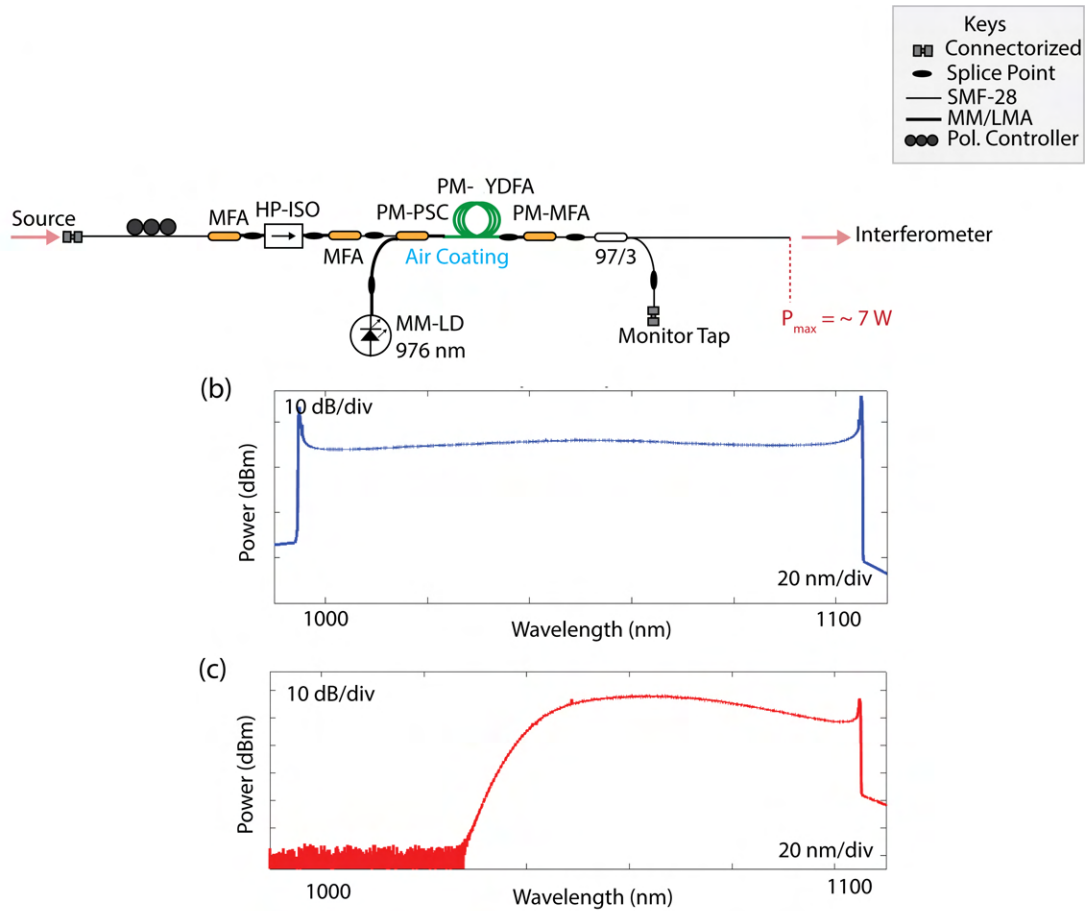 Keys
Connectorized
Splice Point
SMF-28
MM/LMA
Pol. Controller
PM- YDFA
Source
MFA
HP-ISO
PM-PSC
PM-MFA
Interferometer
MFA
Air Coating
97/3
MM-LD
976 nm
Monitor Tap
Pmax = ~ 7 W
(b)
10 dB/div
Power (dBm)
20 nm/div
1000
1100
Wavelength (nm)
(c)
10 dB/div
Power (dBm)
20 nm/div
1000
1100
Wavelength (nm)